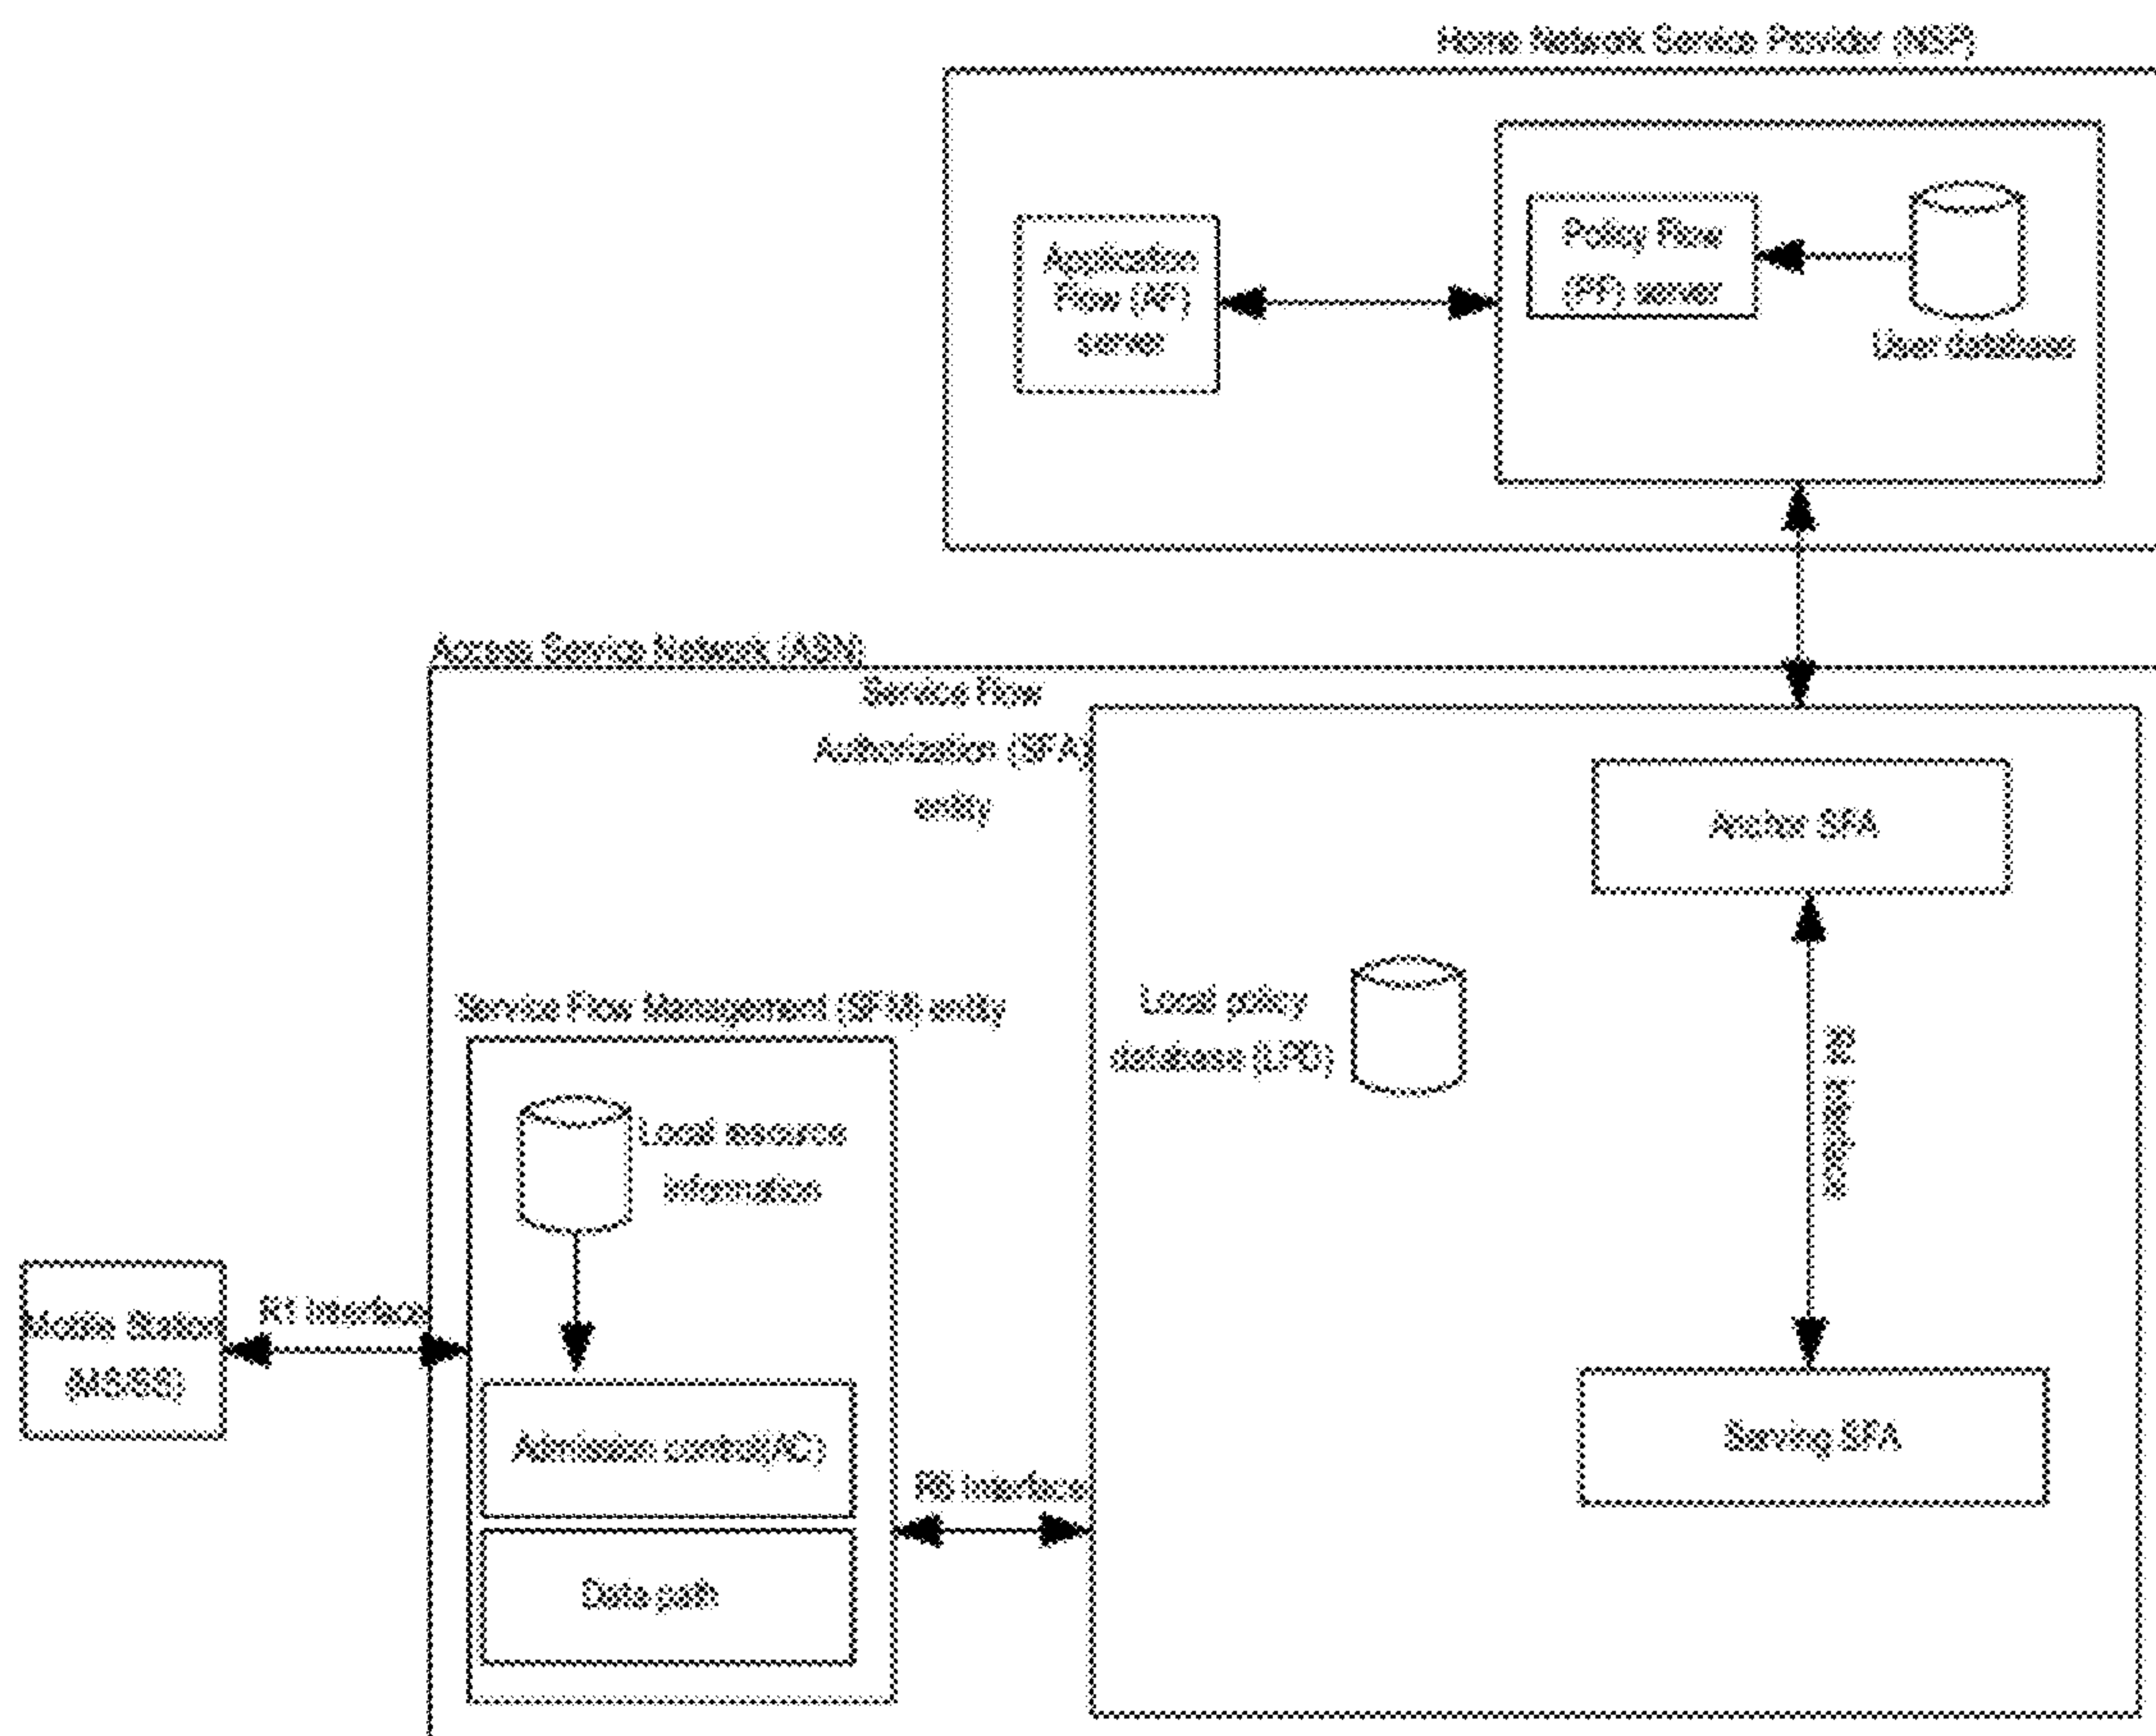 Home Network Service Provider (NSP)
Application
Flow (AF)
server
Policy Flow
(PF) server
User database
Access Service Network (ASN)
Service Flow
Authorization (SFA)
entity
Anchor SFA
Local policy
database (LPD)
Service Flow Management (SFM) entity
Local resource
information
Mobile Station
(MS/SS)
R1 interface
Admission control(AC)
Data path
interface
interface
Serving SFA